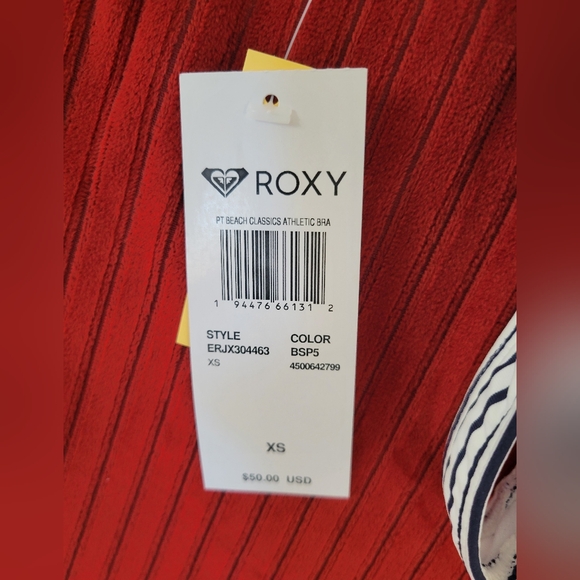 ROXY
PT BEACH CLASSICS ATHLETIC BRA
1 94476 66131 2
STYLE COLOR
ERJX304463 BSP5
XS 4500642799
XS
$50.00 USD